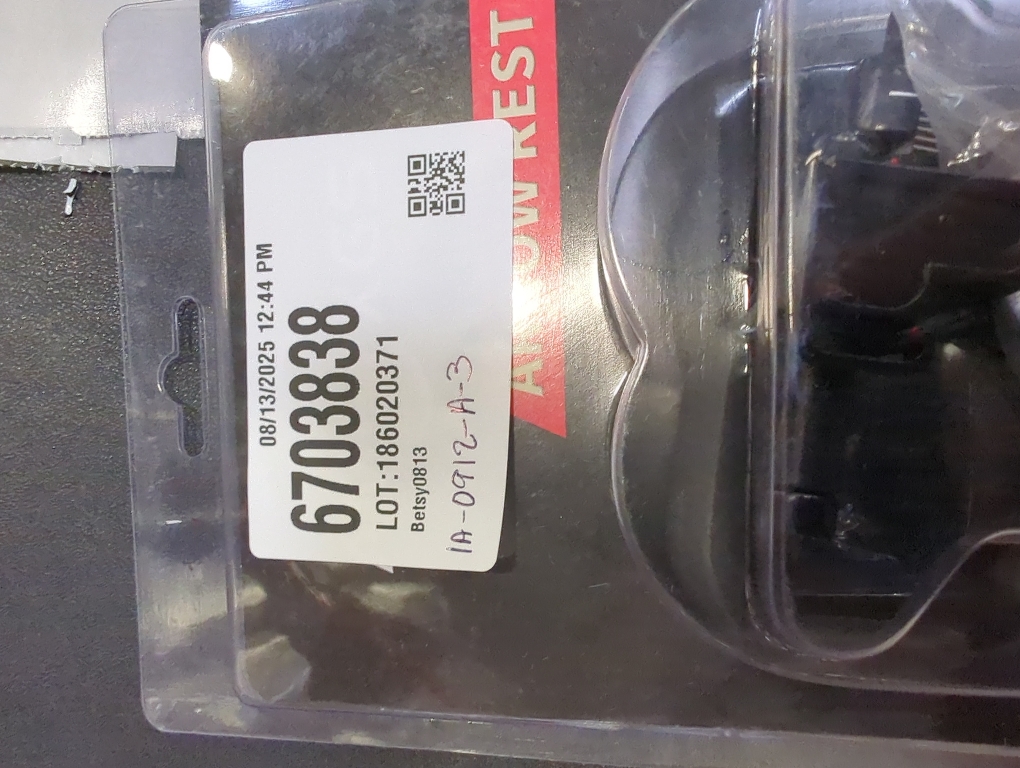 08/13/2025 12:44 PM
6703838
LOT:186020371
Betsy0813
1A-0912-A-3
REST